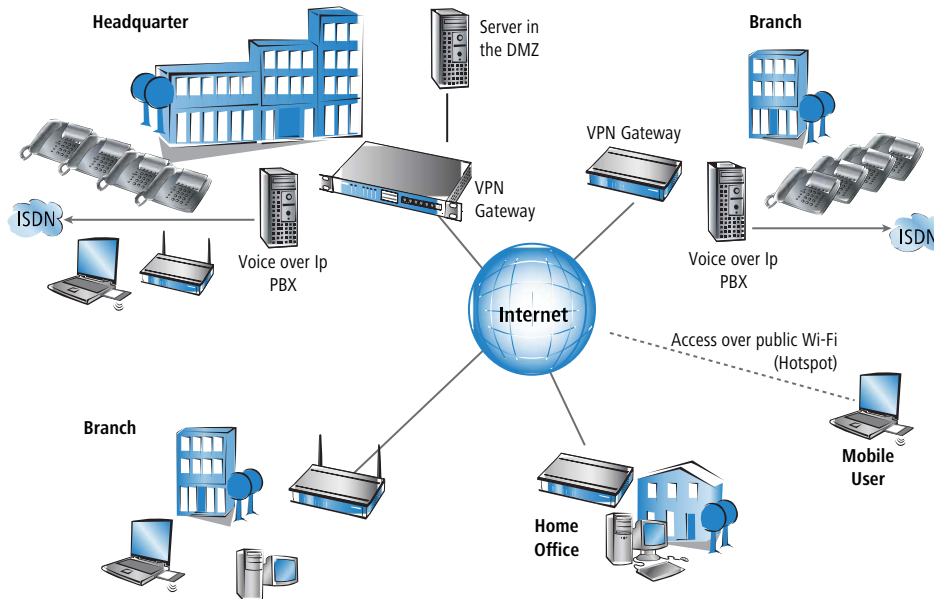 Headquarter
Server in
the DMZ
Branch
VPN Gateway
VPN
Gateway
ISDN
Voice over Ip
PBX
Voice over Ip
PBX
ISDN
Internet
Access over public Wi-Fi
(Hotspot)
Branch
Mobile
User
Home
Office